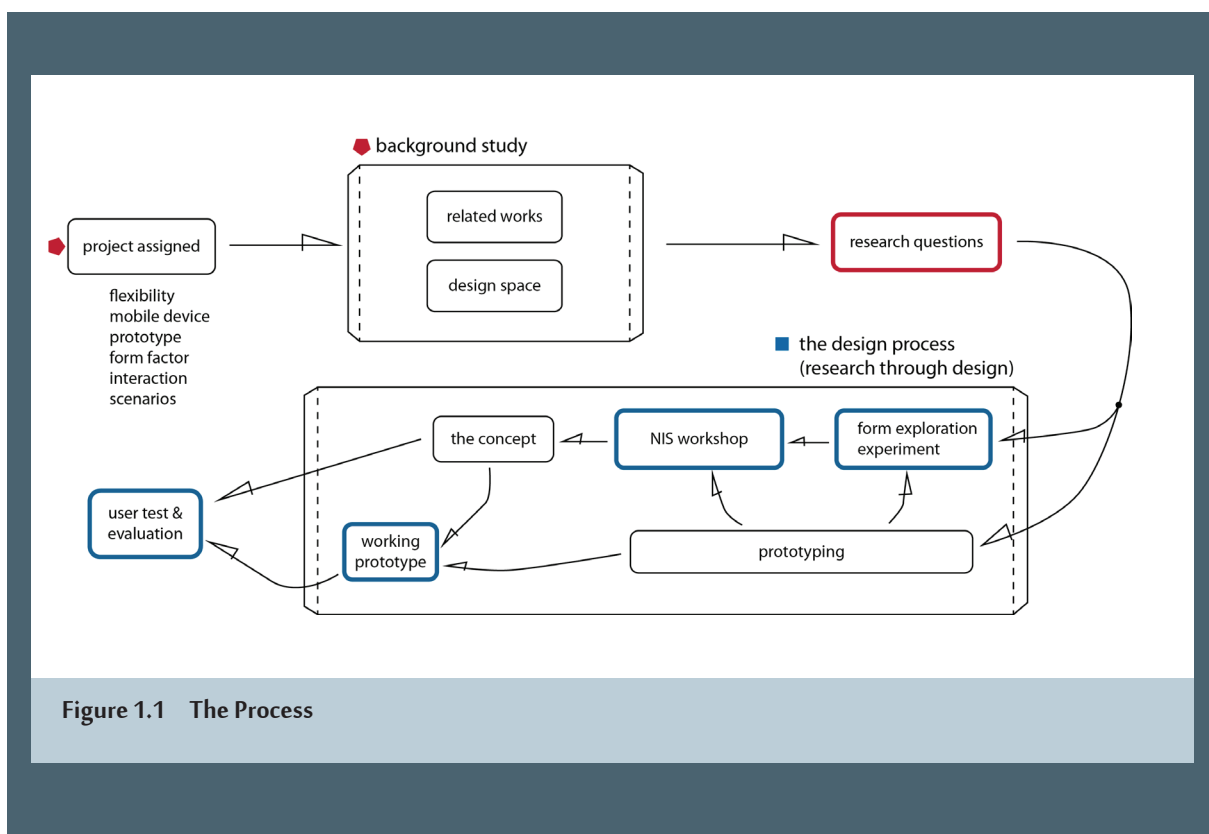 background study
related works
project assigned
research questions
design space
flexibility
mobile device
prototype
form factor
interaction
scenarios
the design process
(research through design)
form exploration
experiment
NIS workshop
the concept
user test &
evaluation
working
prototype
prototyping
Figure 1.1 The Process